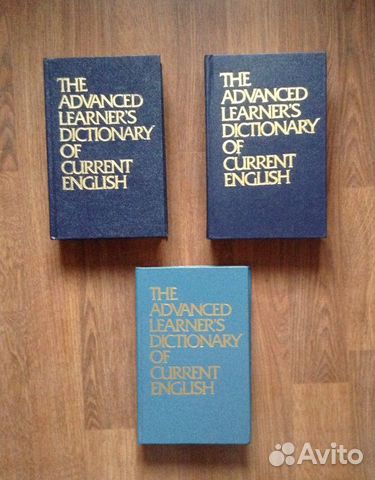 THE
ADVANCED
LEARNER'S
DICTIONARY
OF
CURRENT
ENGLISH
THE
ADVANCED
LEARNER'S
DICTIONARY
OF
CURRENT
ENGLISH
THE
ADVANCED
LEARNER'S
DICTIONARY
OF
CURRENT
ENGLISH
Avito